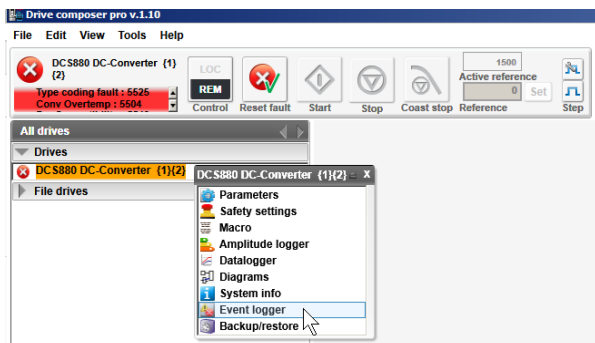 Drive composer pro v.1.10
File Edit View Tools Help
DCS880 DC-Converter {1}
{2}
Type coding fault : 5525
Conv Overtemp : 5504
LOC
REM
Control
Reset fault
Start
Stop
Coast stop
1500
Active reference
0 Set
Reference
Step
All drives
Drives
DCS880 DC-Converter {1}{2}
File drives
DCS880 DC-Converter {1}{2} x
Parameters
Safety settings
Macro
Amplitude logger
Datalogger
Diagrams
System info
Event logger
Backup/restore